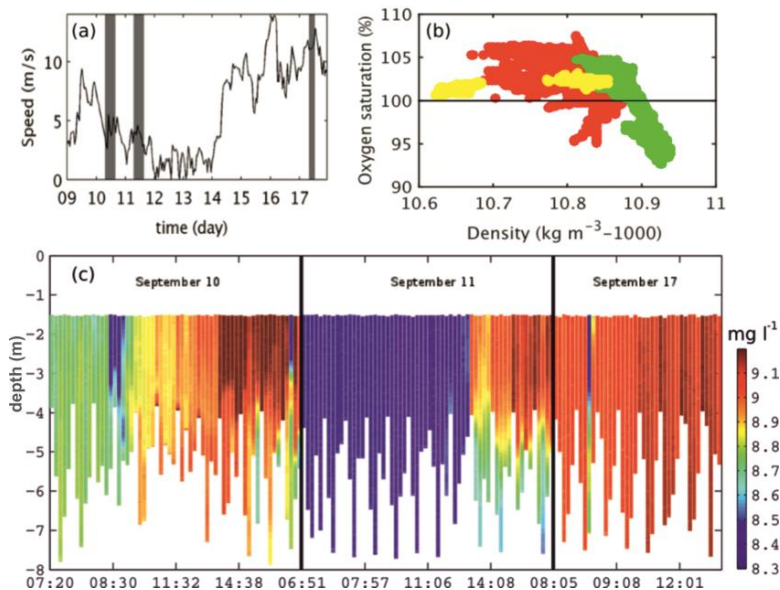 (a)
Speed (m/s)
10
5
0
09 10 11 12 13 14 15 16 17
time (day)
(b)
Oxygen saturation (%)
110
105
100
95
90
10.6 10.7 10.8 10.9 11
Density (kg m⁻³-1000)
(c)
September 10 September 11 September 17
depth (m)
0
−1
−2
−3
−4
−5
−6
−7
−8
07:20 08:30 11:32 14:38 06:51 07:57 11:06 14:08 08:05 09:08 12:01
mg l⁻¹
9.1
9
8.9
8.8
8.7
8.6
8.5
8.4
8.3